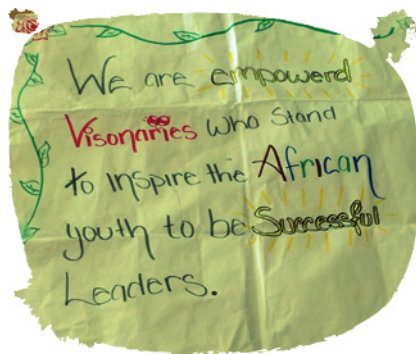 We are empowerd
Visonaries who stand
to inspire the African
youth to be Successful
Leaders.